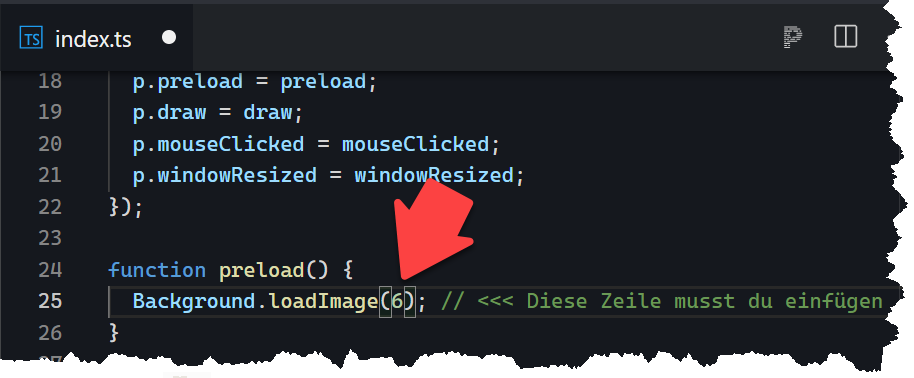 TS index.ts
18 p.preload = preload;
19 p.draw = draw;
20 p.mouseClicked = mouseClicked;
21 p.windowResized = windowResized;
22 });
23
24 function preload() {
25 Background.loadImage(6); // <<< Diese Zeile musst du einfügen
26 }